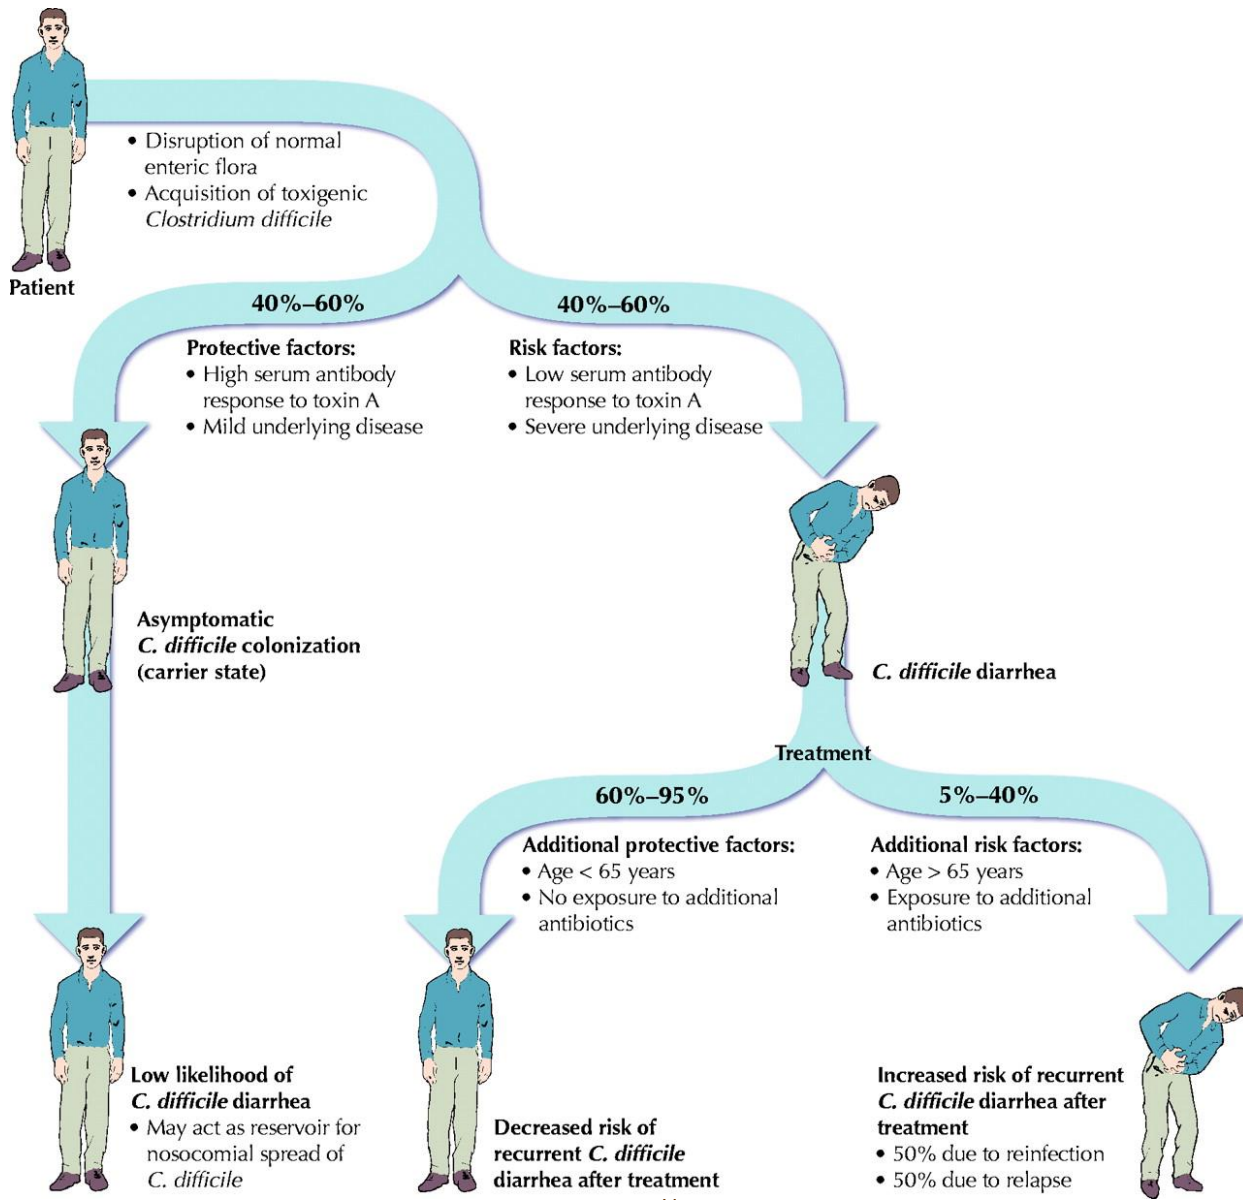 • Disruption of normal
enteric flora
• Acquisition of toxigenic
Clostridium difficile
Patient
40%–60%
Protective factors:
• High serum antibody
response to toxin A
• Mild underlying disease
40%–60%
Risk factors:
• Low serum antibody
response to toxin A
• Severe underlying disease
Asymptomatic
C. difficile colonization
(carrier state)
C. difficile diarrhea
Treatment
60%–95%
Additional protective factors:
• Age < 65 years
• No exposure to additional
antibiotics
5%–40%
Additional risk factors:
• Age > 65 years
• Exposure to additional
antibiotics
Low likelihood of
C. difficile diarrhea
• May act as reservoir for
nosocomial spread of
C. difficile
Decreased risk of
recurrent C. difficile
diarrhea after treatment
Increased risk of recurrent
C. difficile diarrhea after
treatment
• 50% due to reinfection
• 50% due to relapse